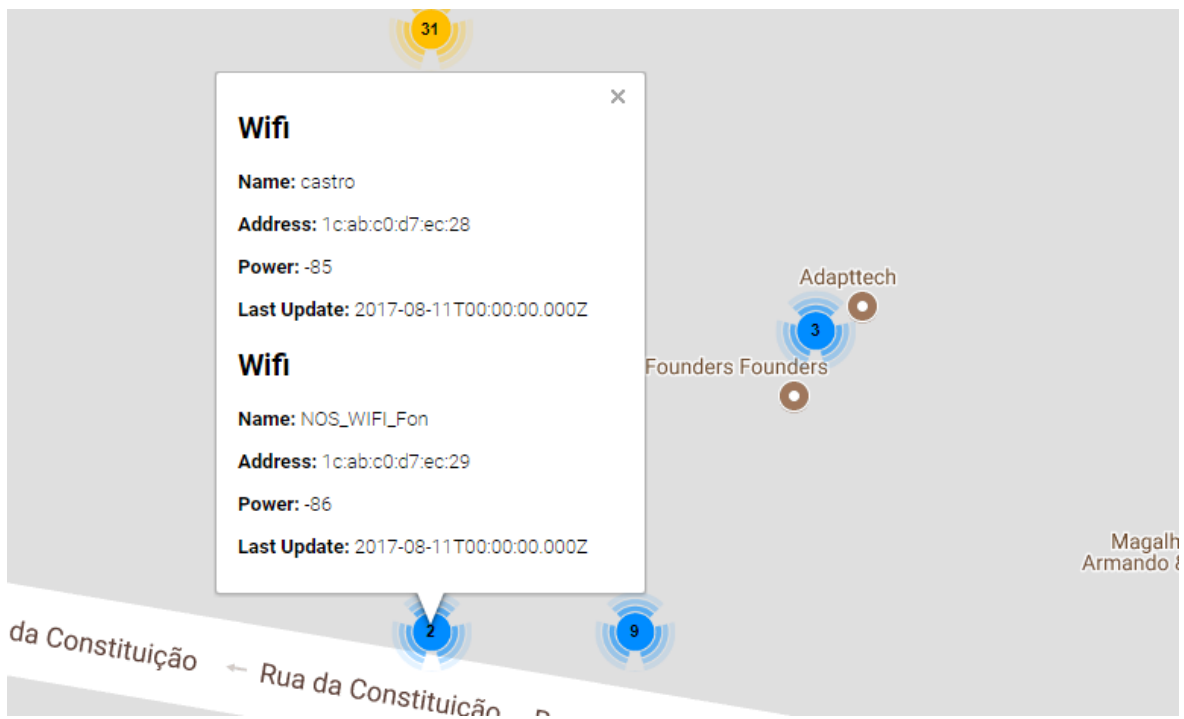 31
×
Wifi
Name: castro
Address: 1c:ab:c0:d7:ec:28
Power: -85
Last Update: 2017-08-11T00:00:00.000Z
Wifi
Name: NOS_WIFI_Fon
Address: 1c:ab:c0:d7:ec:29
Power: -86
Last Update: 2017-08-11T00:00:00.000Z
Adapttech
3
Founders Founders
Magalh
Armando &
2
9
da Constituição
← Rua da Constituição